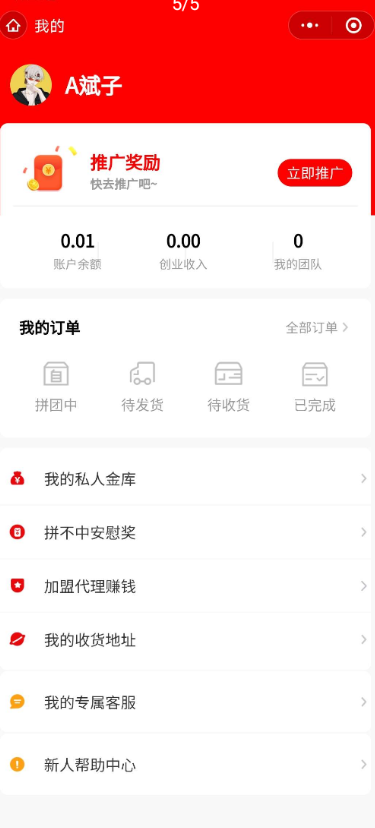 5/5
我的
A斌子
推广奖励
快去推广吧~
立即推广
0.01
0.00
0
账户余额
创业收入
我的团队
我的订单
全部订单
拼团中
待发货
待收货
已完成
我的私人金库
拼不中安慰奖
加盟代理赚钱
我的收货地址
我的专属客服
新人帮助中心